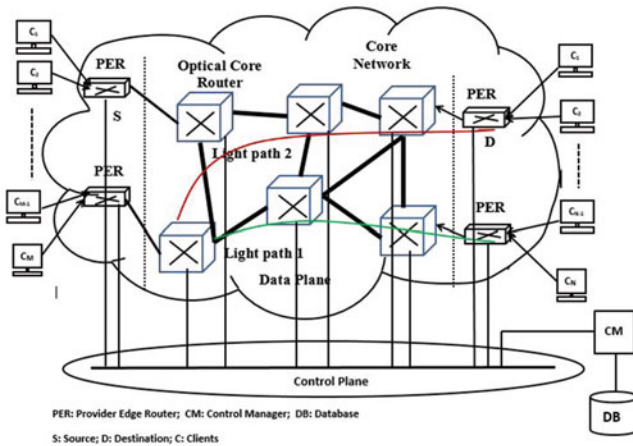 C1
C2
PER
S
PER
CM-1
CM
Optical Core
Router
Core
Network
Light path 2
Light path 1
Data Plane
PER
D
PER
C1
C2
CN-1
CN
Control Plane
CM
DB
PER: Provider Edge Router; CM: Control Manager; DB: Database
S: Source; D: Destination; C: Clients